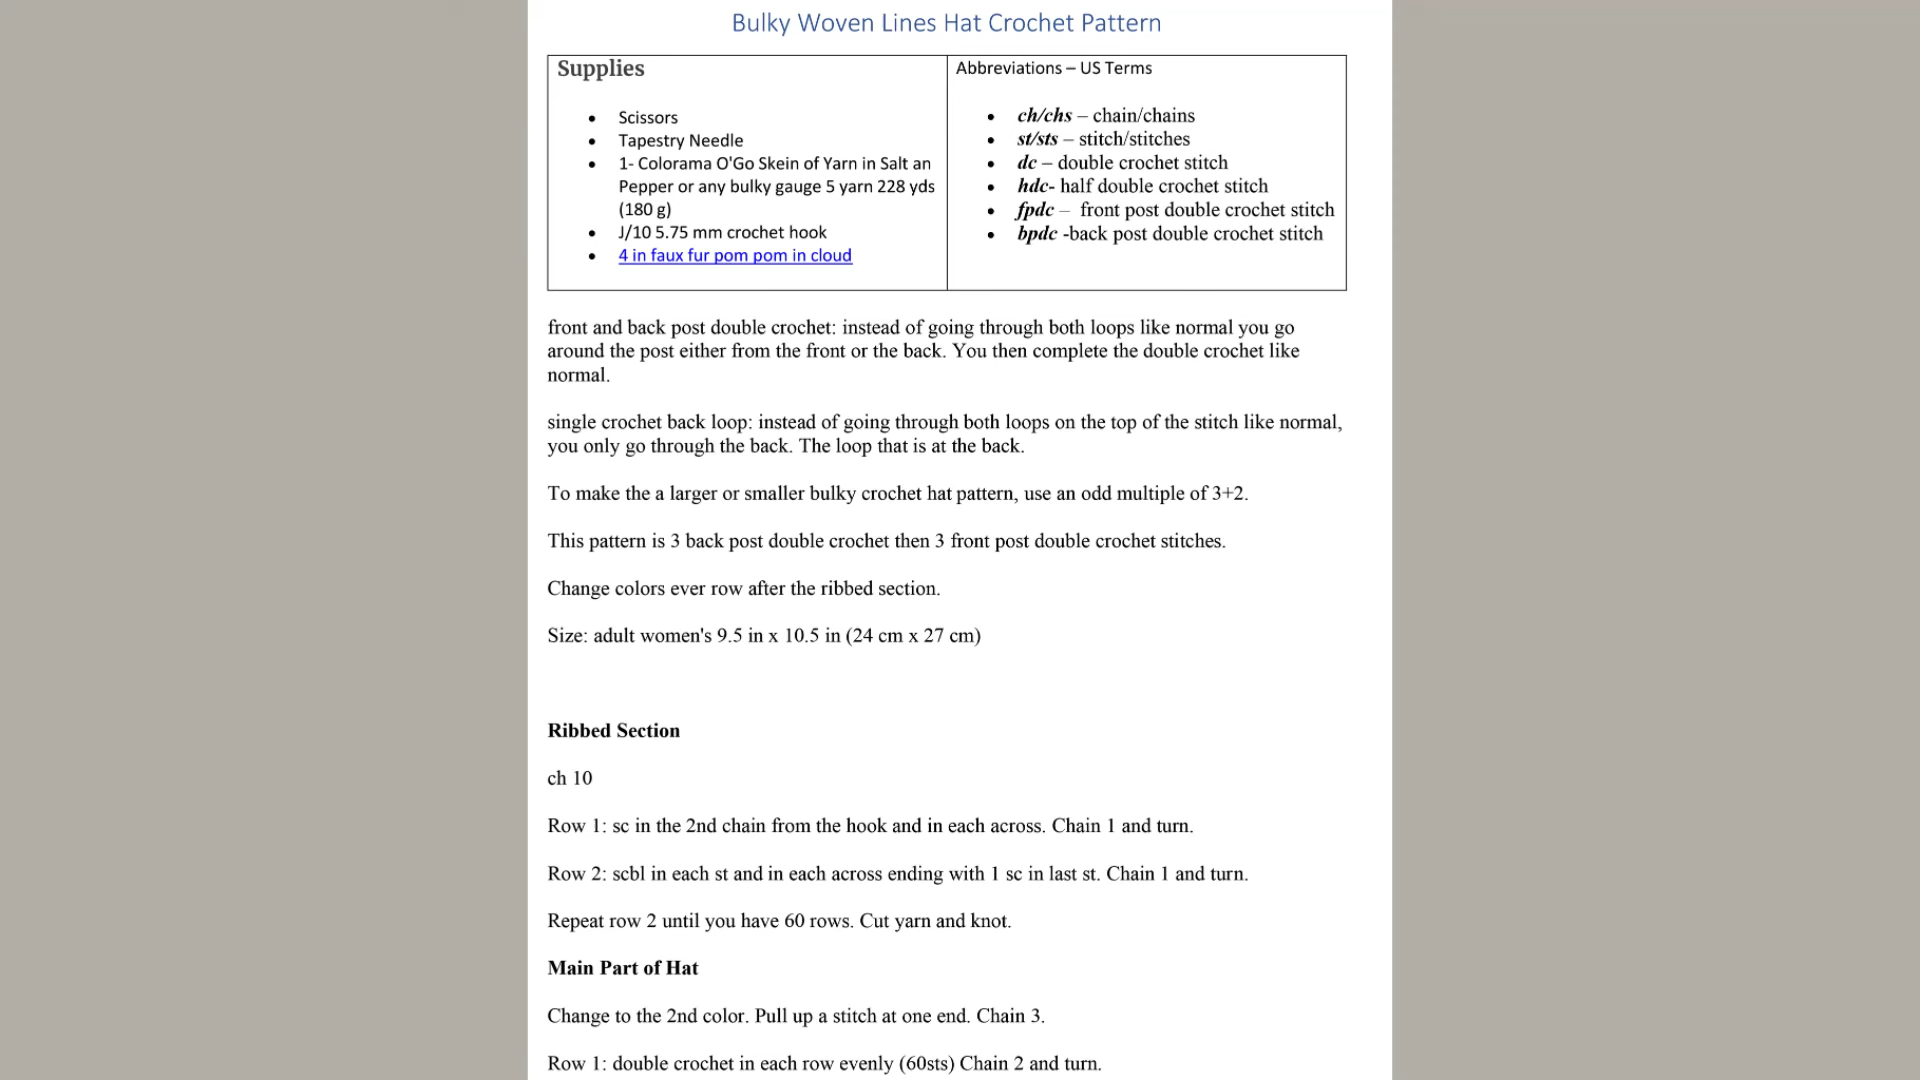 Bulky Woven Lines Hat Crochet Pattern
Supplies
• Scissors
• Tapestry Needle
• 1- Colorama O'Go Skein of Yarn in Salt an
Pepper or any bulky gauge 5 yarn 228 yds
(180 g)
• J/10 5.75 mm crochet hook
• 4 in faux fur pom pom in cloud
Abbreviations – US Terms
• ch/chs – chain/chains
• st/sts – stitch/stitches
• dc – double crochet stitch
• hdc- half double crochet stitch
• fpdc – front post double crochet stitch
• bpdc -back post double crochet stitch
front and back post double crochet: instead of going through both loops like normal you go
around the post either from the front or the back. You then complete the double crochet like
normal.
single crochet back loop: instead of going through both loops on the top of the stitch like normal,
you only go through the back. The loop that is at the back.
To make the a larger or smaller bulky crochet hat pattern, use an odd multiple of 3+2.
This pattern is 3 back post double crochet then 3 front post double crochet stitches.
Change colors ever row after the ribbed section.
Size: adult women's 9.5 in x 10.5 in (24 cm x 27 cm)
Ribbed Section
ch 10
Row 1: sc in the 2nd chain from the hook and in each across. Chain 1 and turn.
Row 2: scbl in each st and in each across ending with 1 sc in last st. Chain 1 and turn.
Repeat row 2 until you have 60 rows. Cut yarn and knot.
Main Part of Hat
Change to the 2nd color. Pull up a stitch at one end. Chain 3.
Row 1: double crochet in each row evenly (60sts) Chain 2 and turn.